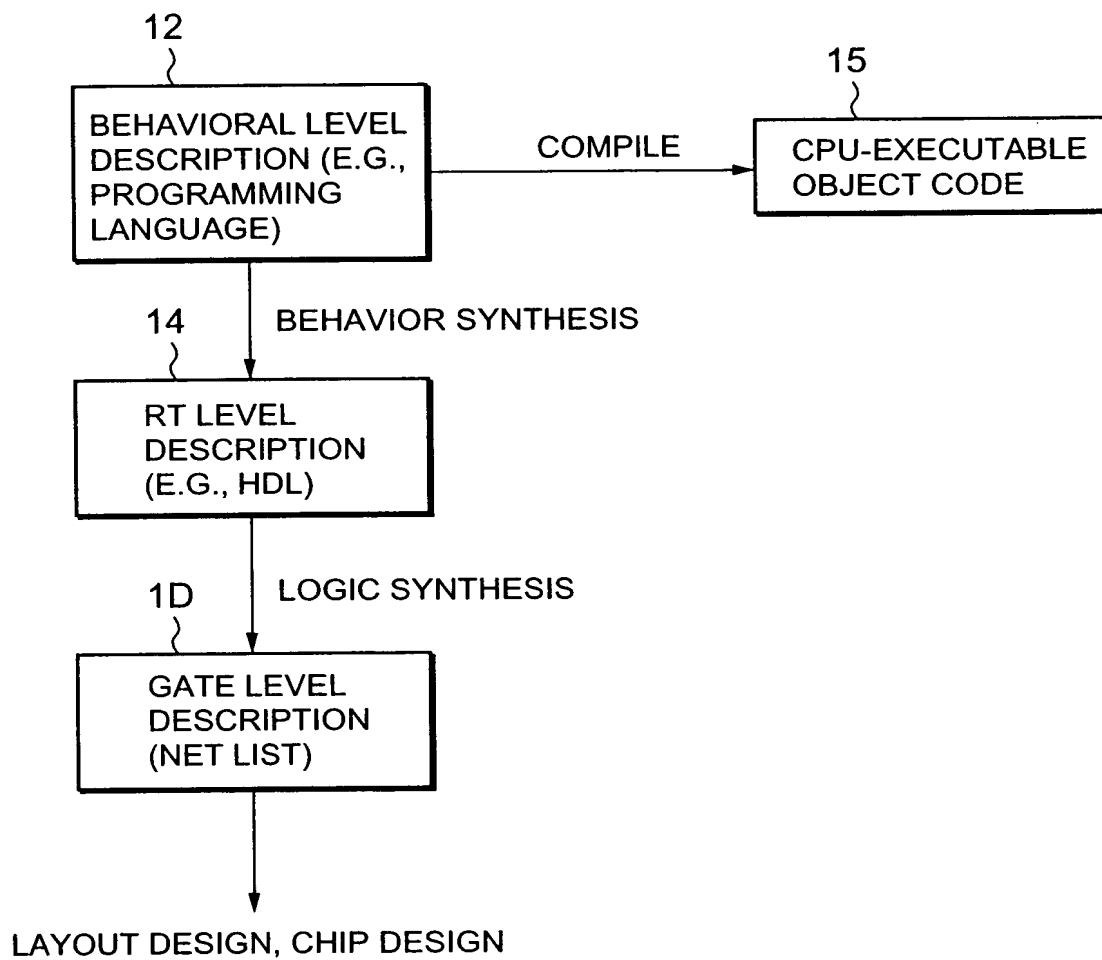 12
BEHAVIORAL LEVEL
DESCRIPTION (E.G.,
PROGRAMMING
LANGUAGE)
COMPILE
15
CPU-EXECUTABLE
OBJECT CODE
BEHAVIOR SYNTHESIS
14
RT LEVEL
DESCRIPTION
(E.G., HDL)
LOGIC SYNTHESIS
1D
GATE LEVEL
DESCRIPTION
(NET LIST)
LAYOUT DESIGN, CHIP DESIGN